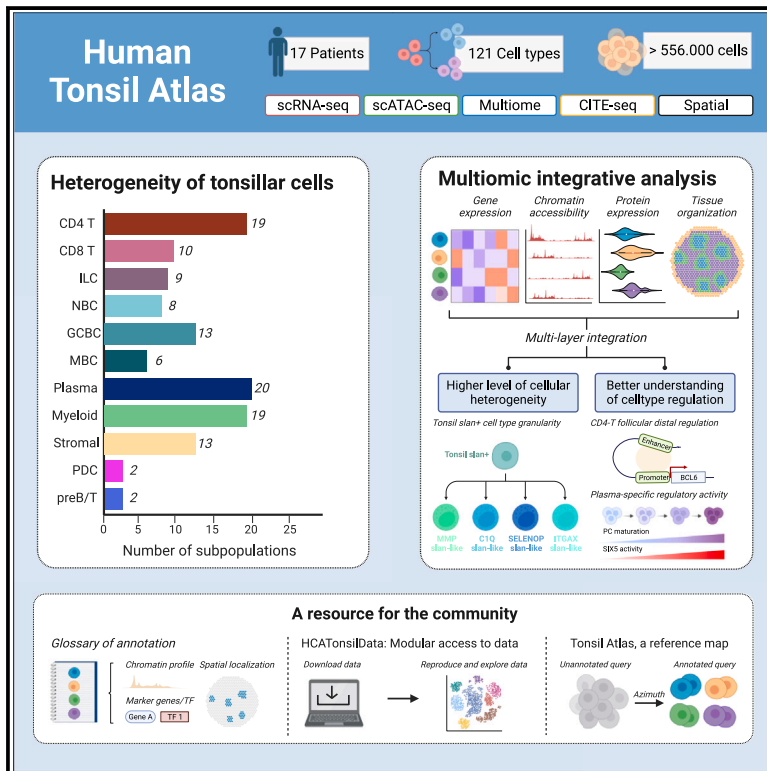 Human
Tonsil Atlas
17 Patients
121 Cell types
> 556.000 cells
scRNA-seq
scATAC-seq
Multiome
CITE-seq
Spatial
Heterogeneity of tonsillar cells
CD4 T
19
CD8 T
10
ILC
9
NBC
8
GCBC
13
MBC
6
Plasma
20
Myeloid
19
Stromal
13
PDC
2
preB/T
2
0 5 10 15 20 25
Number of subpopulations
Multiomic integrative analysis
Gene
expression
Chromatin
accessibility
Protein
expression
Tissue
organization
Multi-layer integration
Higher level of cellular
heterogeneity
Better understanding
of celltype regulation
Tonsil slan+ cell type granularity
Tonsil slan+
MMP
slan-like
C1Q
slan-like
SELENOP
slan-like
ITGAX
slan-like
CD4-T follicular distal regulation
Enhancer
Promoter
BCL6
Plasma-specific regulatory activity
PC maturation
SIX5 activity
A resource for the community
Glossary of annotation
Chromatin profile
Spatial localization
Marker genes/TF
Gene A
TF 1
HCATonsilData: Modular access to data
Download data
Reproduce and explore data
Tonsil Atlas, a reference map
Unannotated query
Azimuth
Annotated query